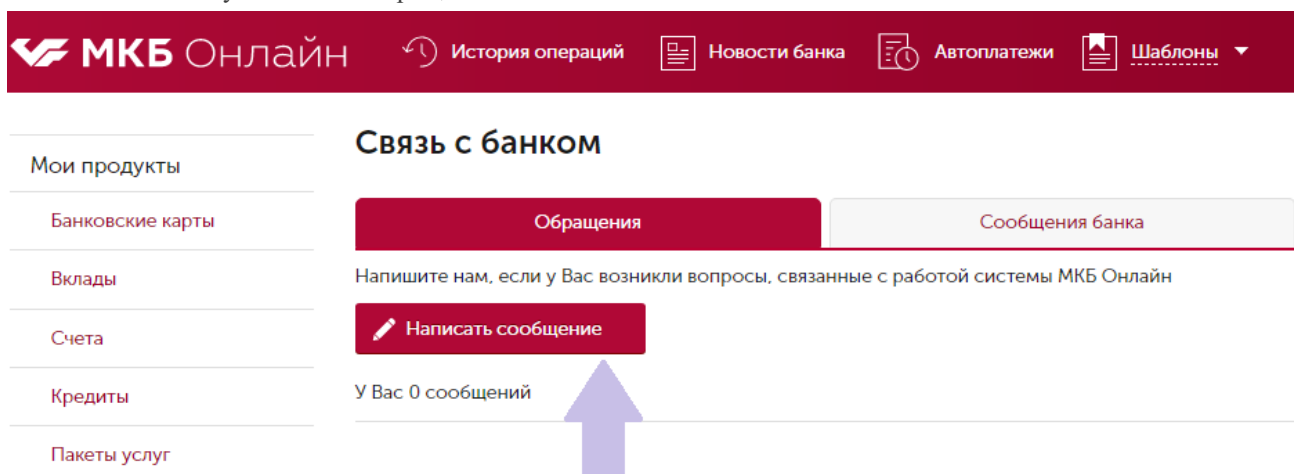 МКБ Онлайн История операций Новости банка Автоплатежи Шаблоны
Связь с банком
Мои продукты
Банковские карты
Обращения Сообщения банка
Вклады
Напишите нам, если у Вас возникли вопросы, связанные с работой системы МКБ Онлайн
Написать сообщение
Счета
Кредиты
У Вас 0 сообщений
Пакеты услуг